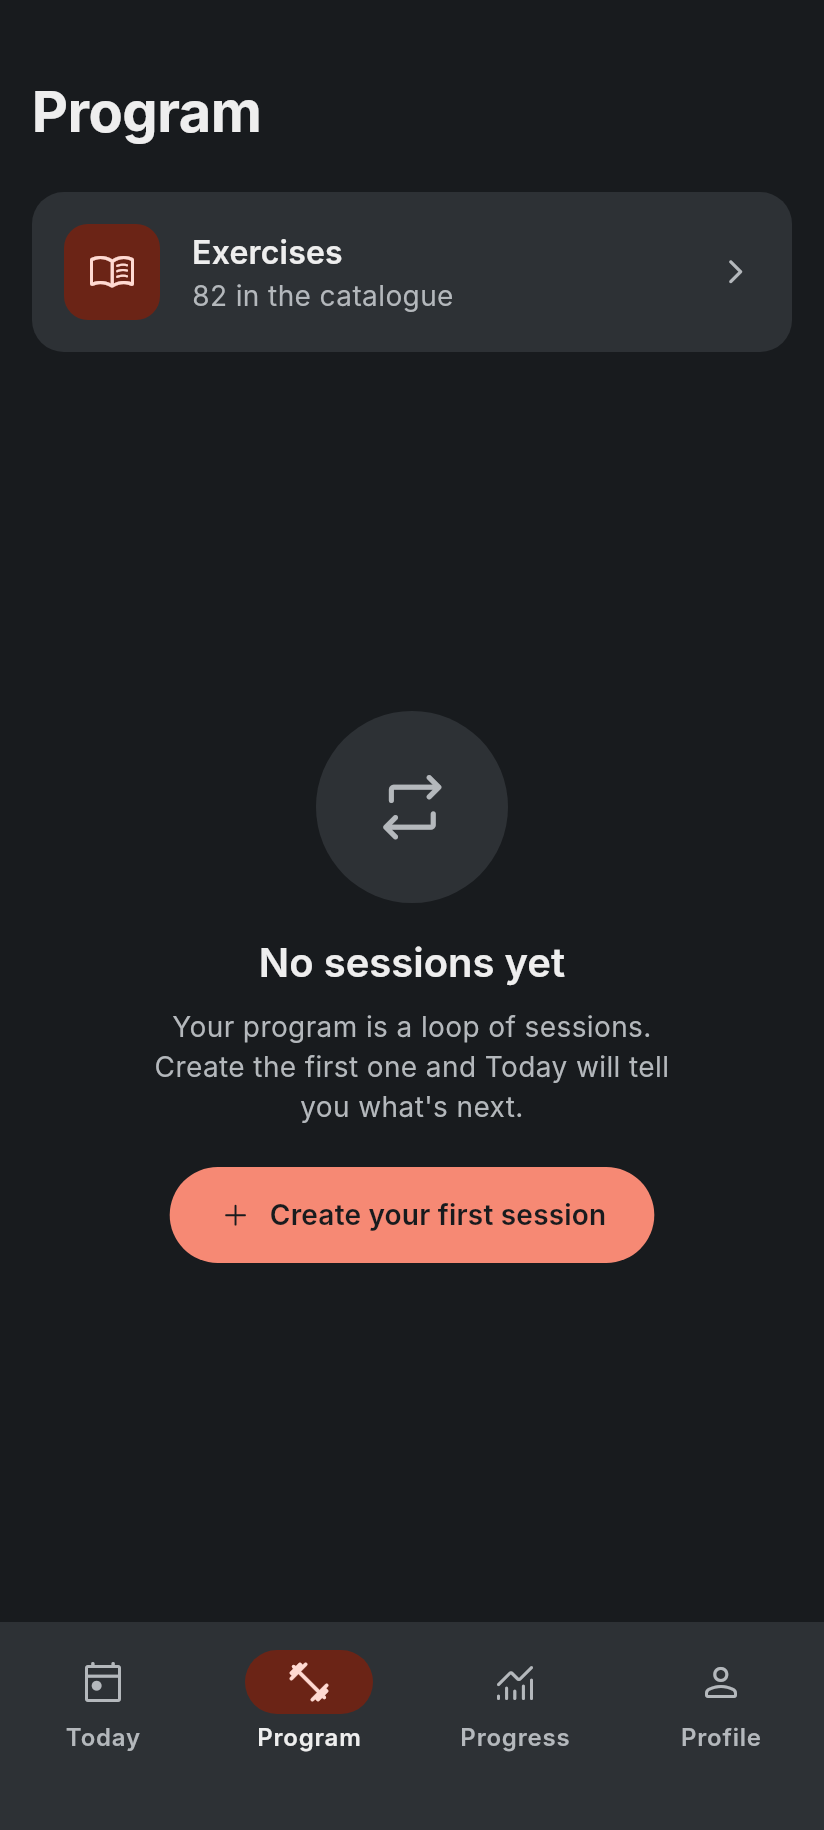 Program
Exercises
82 in the catalogue
No sessions yet
Your program is a loop of sessions.
Create the first one and Today will tell
you what's next.
Create your first session
Today
Program
Progress
Profile